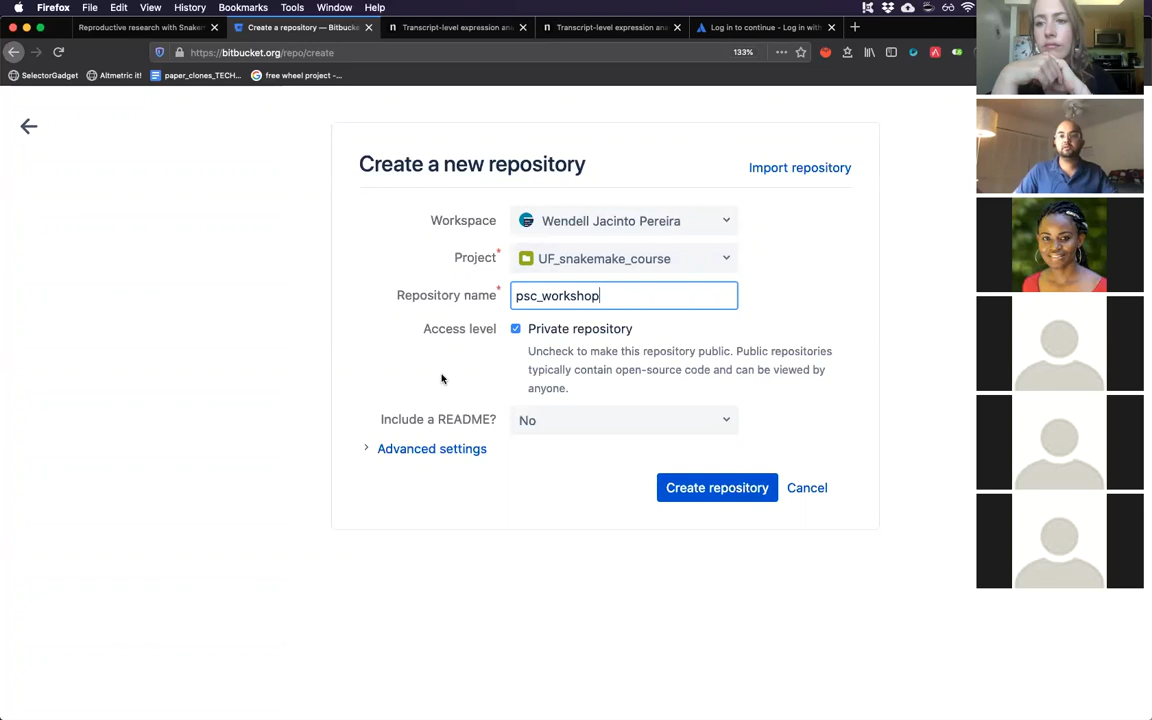 Firefox File Edit View History Bookmarks Tools Window Help
Reproductive research with Snaker
Create a repository — Bitbucke
Transcript-level expression ana
Transcript-level expression ana
Log in to continue - Log in with
https://bitbucket.org/repo/create
133%
SelectorGadget
Altmetric it!
paper_clones_TECH...
free wheel project -...
Create a new repository
Import repository
Workspace
Wendell Jacinto Pereira
Project*
UF_snakemake_course
Repository name*
psc_workshop
Access level
Private repository
Uncheck to make this repository public. Public repositories
typically contain open-source code and can be viewed by
anyone.
Include a README?
No
Advanced settings
Create repository
Cancel